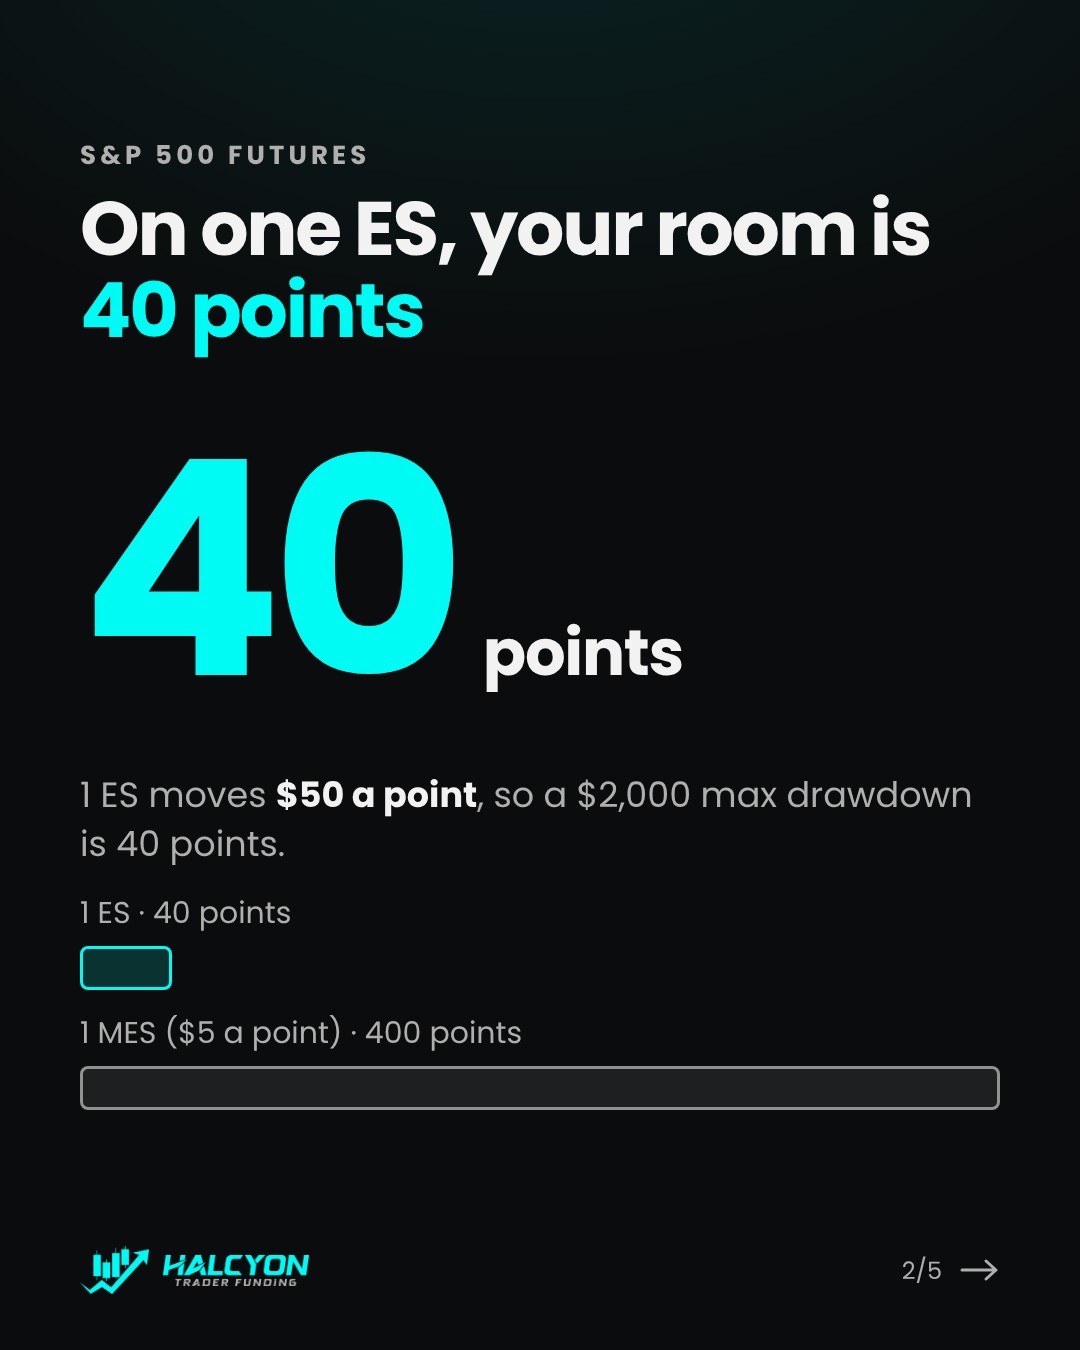 S&P 500 FUTURES
On one ES, your room is
40 points
40 points
1 ES moves $50 a point, so a $2,000 max drawdown
is 40 points.
1 ES · 40 points
1 MES ($5 a point) · 400 points
HALCYON
TRADER FUNDING
2/5